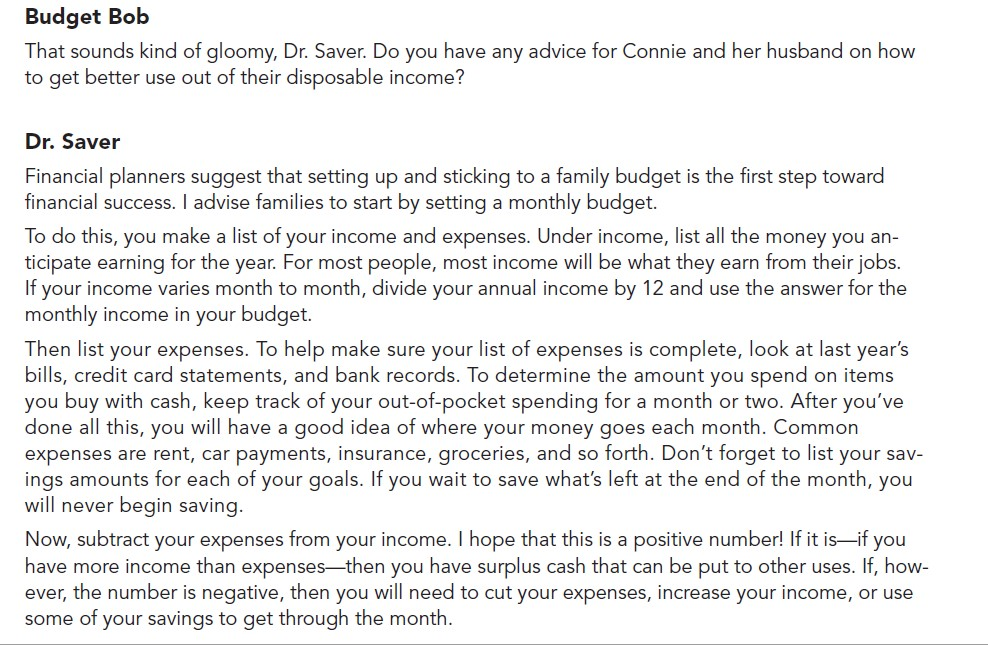 Budget Bob
That sounds kind of gloomy, Dr. Saver. Do you have any advice for Connie and her husband on how
to get better use out of their disposable income?
Dr. Saver
Financial planners suggest that setting up and sticking to a family budget is the first step toward
financial success. I advise families to start by setting a monthly budget.
To do this, you make a list of your income and expenses. Under income, list all the money you an-
ticipate earning for the year. For most people, most income will be what they earn from their jobs.
If your income varies month to month, divide your annual income by 12 and use the answer for the
monthly income in your budget.
Then list your expenses. To help make sure your list of expenses is complete, look at last year’s
bills, credit card statements, and bank records. To determine the amount you spend on items
you buy with cash, keep track of your out-of-pocket spending for a month or two. After you’ve
done all this, you will have a good idea of where your money goes each month. Common
expenses are rent, car payments, insurance, groceries, and so forth. Don’t forget to list your sav-
ings amounts for each of your goals. If you wait to save what’s left at the end of the month, you
will never begin saving.
Now, subtract your expenses from your income. I hope that this is a positive number! If it is—if you
have more income than expenses—then you have surplus cash that can be put to other uses. If, how-
ever, the number is negative, then you will need to cut your expenses, increase your income, or use
some of your savings to get through the month.